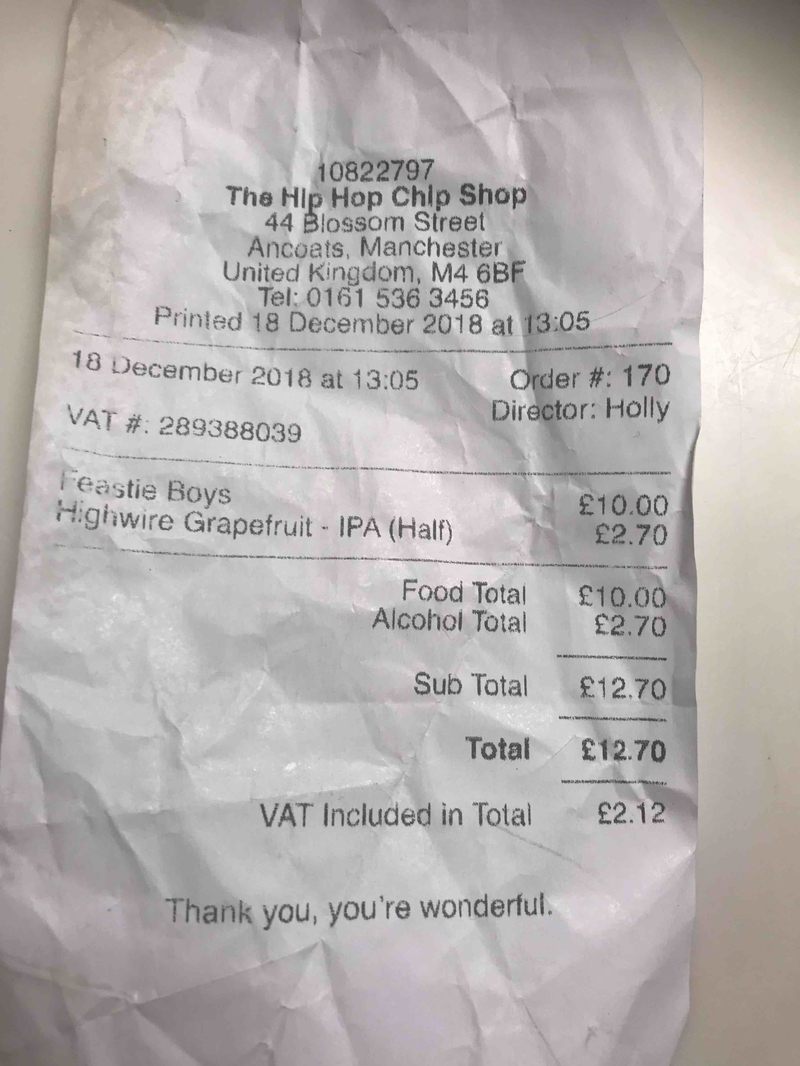 10822797
The Hip Hop Chip Shop
44 Blossom Street
Ancoats, Manchester
United Kingdom, M4 6BF
Tel: 0161 536 3456
Printed 18 December 2018 at 13:05
18 December 2018 at 13:05 Order #: 170
Director: Holly
VAT #: 289388039
Feastie Boys £10.00
Highwire Grapefruit - IPA (Half) £2.70
Food Total £10.00
Alcohol Total £2.70
Sub Total £12.70
Total £12.70
VAT Included in Total £2.12
Thank you, you're wonderful.